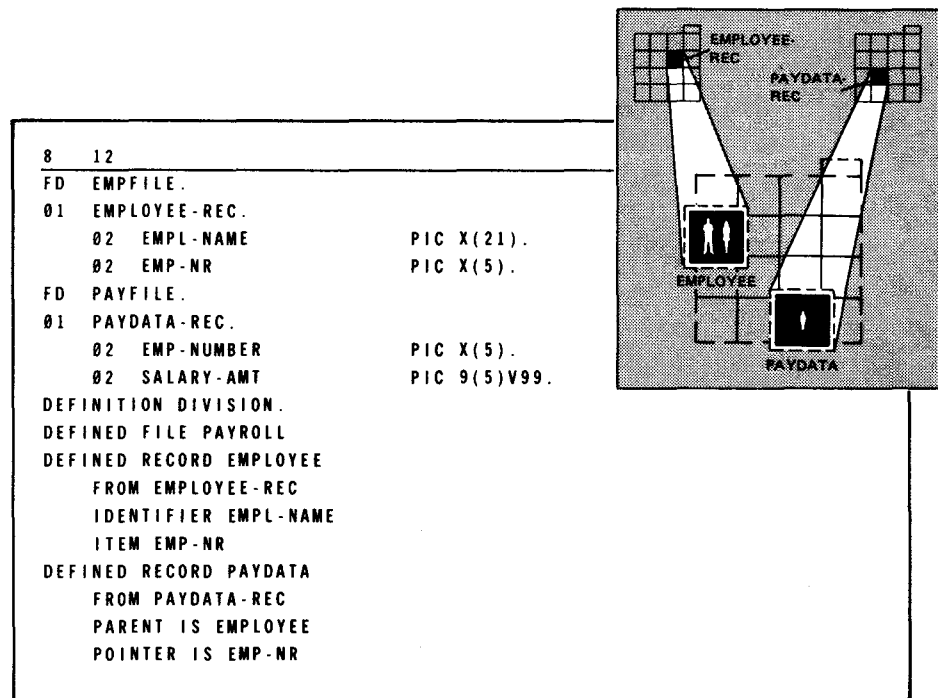 EMPLOYEE-
REC
PAYDATA-
REC
EMPLOYEE
PAYDATA
8 12
FD EMPFILE.
01 EMPLOYEE-REC.
02 EMPL-NAME PIC X(21).
02 EMP-NR PIC X(5).
FD PAYFILE.
01 PAYDATA-REC.
02 EMP-NUMBER PIC X(5).
02 SALARY-AMT PIC 9(5)V99.
DEFINITION DIVISION.
DEFINED FILE PAYROLL
DEFINED RECORD EMPLOYEE
FROM EMPLOYEE-REC
IDENTIFIER EMPL-NAME
ITEM EMP-NR
DEFINED RECORD PAYDATA
FROM PAYDATA-REC
PARENT IS EMPLOYEE
POINTER IS EMP-NR